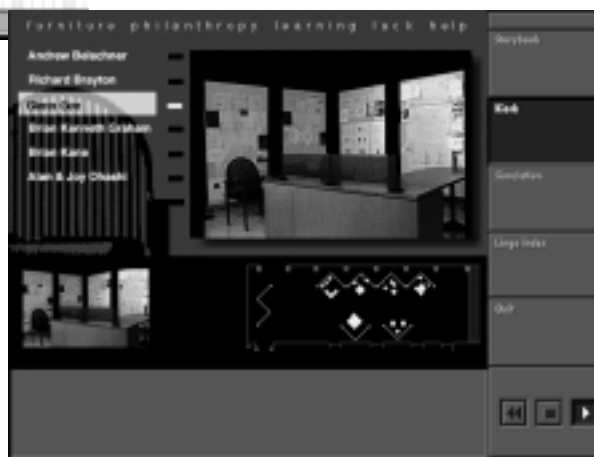 furniture philanthropy learning lack help
Andrew Belschner
Richard Brayton
Brian Kenneth Graham
Brian Kane
Alan & Joy Ohashi
Storybook
Kiosk
Simulation
Lingo Index
Quit